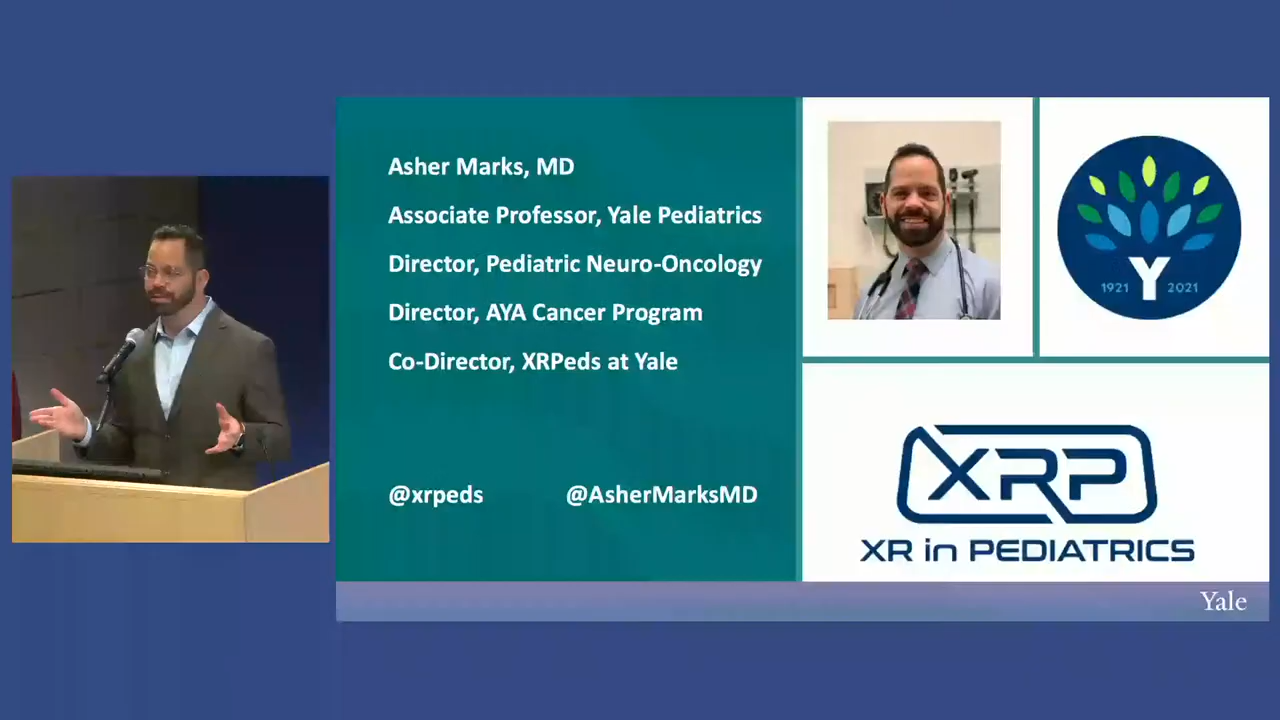 Asher Marks, MD
Associate Professor, Yale Pediatrics
Director, Pediatric Neuro-Oncology
Director, AYA Cancer Program
Co-Director, XRPeds at Yale
@xrpeds @AsherMarksMD
Y
1921 2021
XRP
XR in PEDIATRICS
Yale